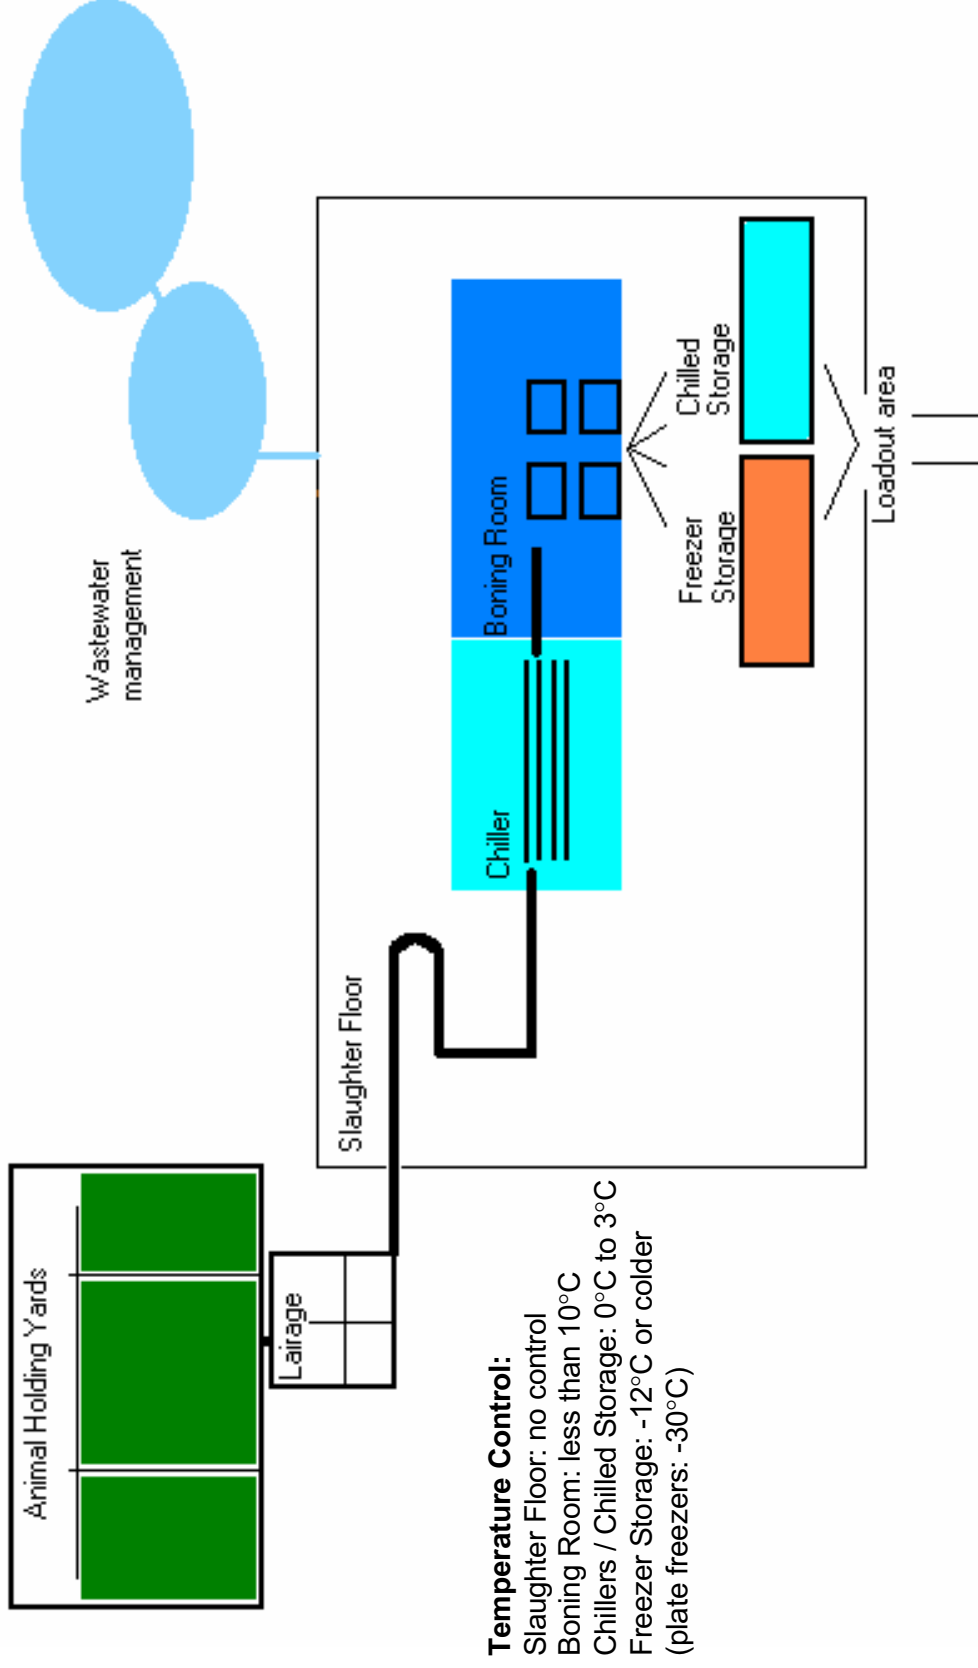 Animal Holding Yards
Lairage
Wastewater
management
Slaughter Floor
Chiller
Boning Room
Freezer
Storage
Chilled
Storage
Loadout area
Temperature Control:
Slaughter Floor: no control
Boning Room: less than 10°C
Chillers / Chilled Storage: 0°C to 3°C
Freezer Storage: -12°C or colder
(plate freezers: -30°C)